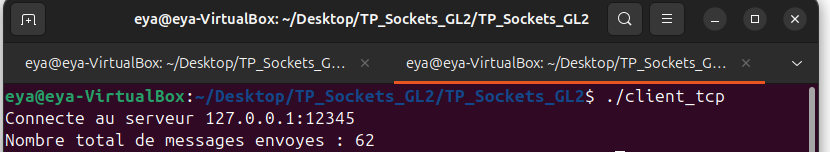 eya@eya-VirtualBox: ~/Desktop/TP_Sockets_GL2/TP_Sockets_GL2
eya@eya-VirtualBox: ~/Desktop/TP_Sockets_G...
eya@eya-VirtualBox: ~/Desktop/TP_Sockets_G...
eya@eya-VirtualBox:~/Desktop/TP_Sockets_GL2/TP_Sockets_GL2$ ./client_tcp
Connecte au serveur 127.0.0.1:12345
Nombre total de messages envoyes : 62